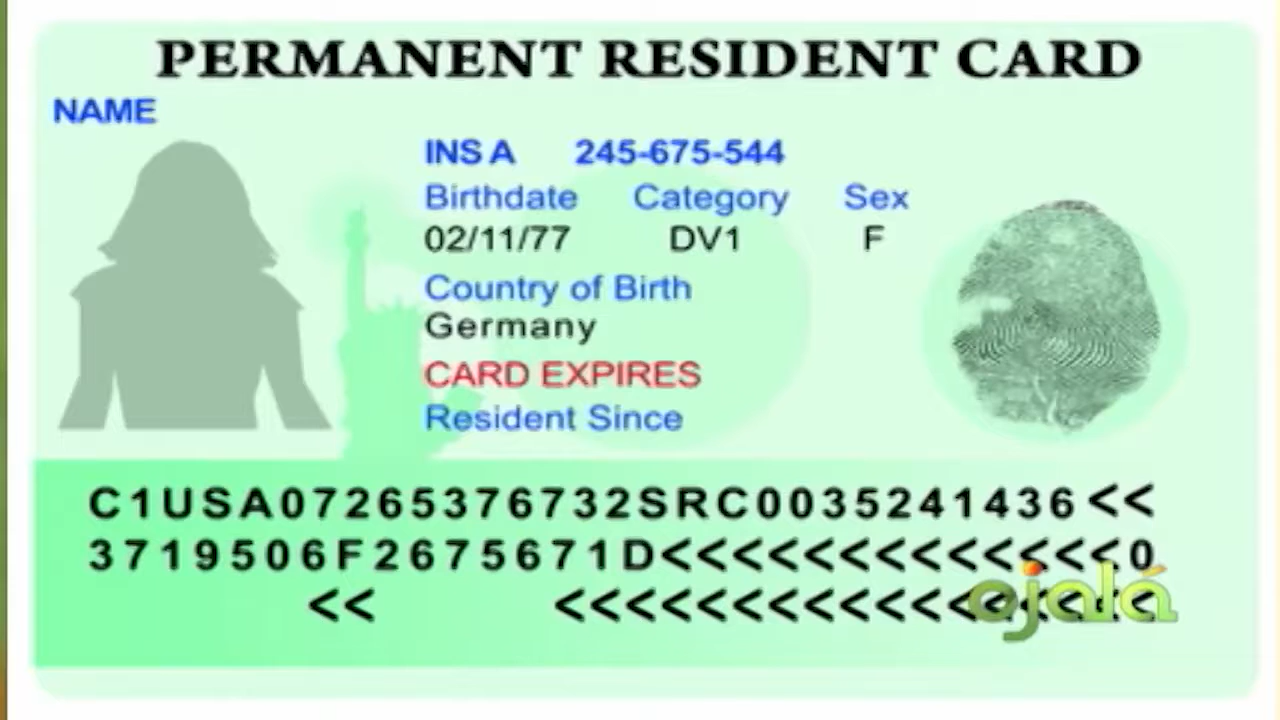 PERMANENT RESIDENT CARD
NAME
INS A 245-675-544
Birthdate Category Sex
02/11/77 DV1 F
Country of Birth
Germany
CARD EXPIRES
Resident Since
C1USA07265376732SRC0035241436<<
3719506F2675671D<<<<<<<<<<<<<<<<0
<< <<<<<<<<<<<<<<<<<<
ojalá